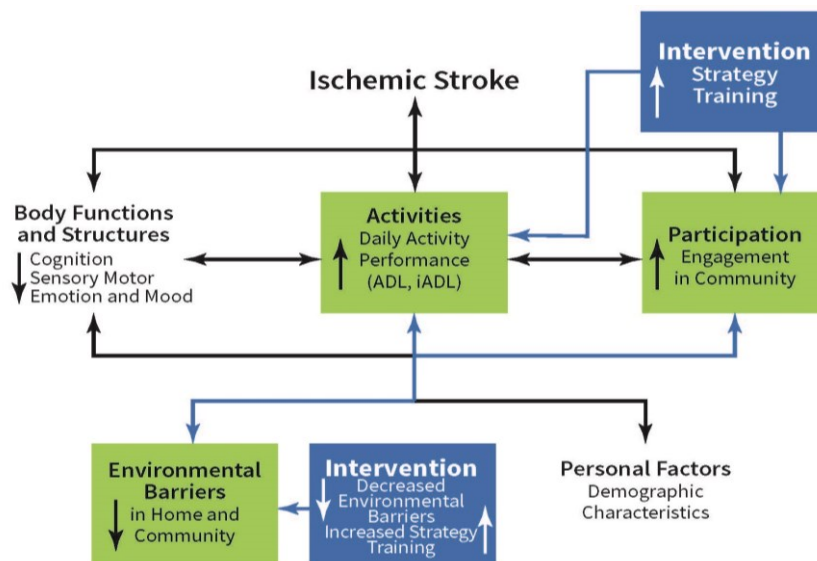 Ischemic Stroke
Intervention
Strategy
Training
Body Functions
and Structures
Cognition
Sensory Motor
Emotion and Mood
Activities
Daily Activity
Performance
(ADL, iADL)
Participation
Engagement
in Community
Environmental
Barriers
in Home and
Community
Intervention
Decreased
Environmental
Barriers
Increased Strategy
Training
Personal Factors
Demographic
Characteristics